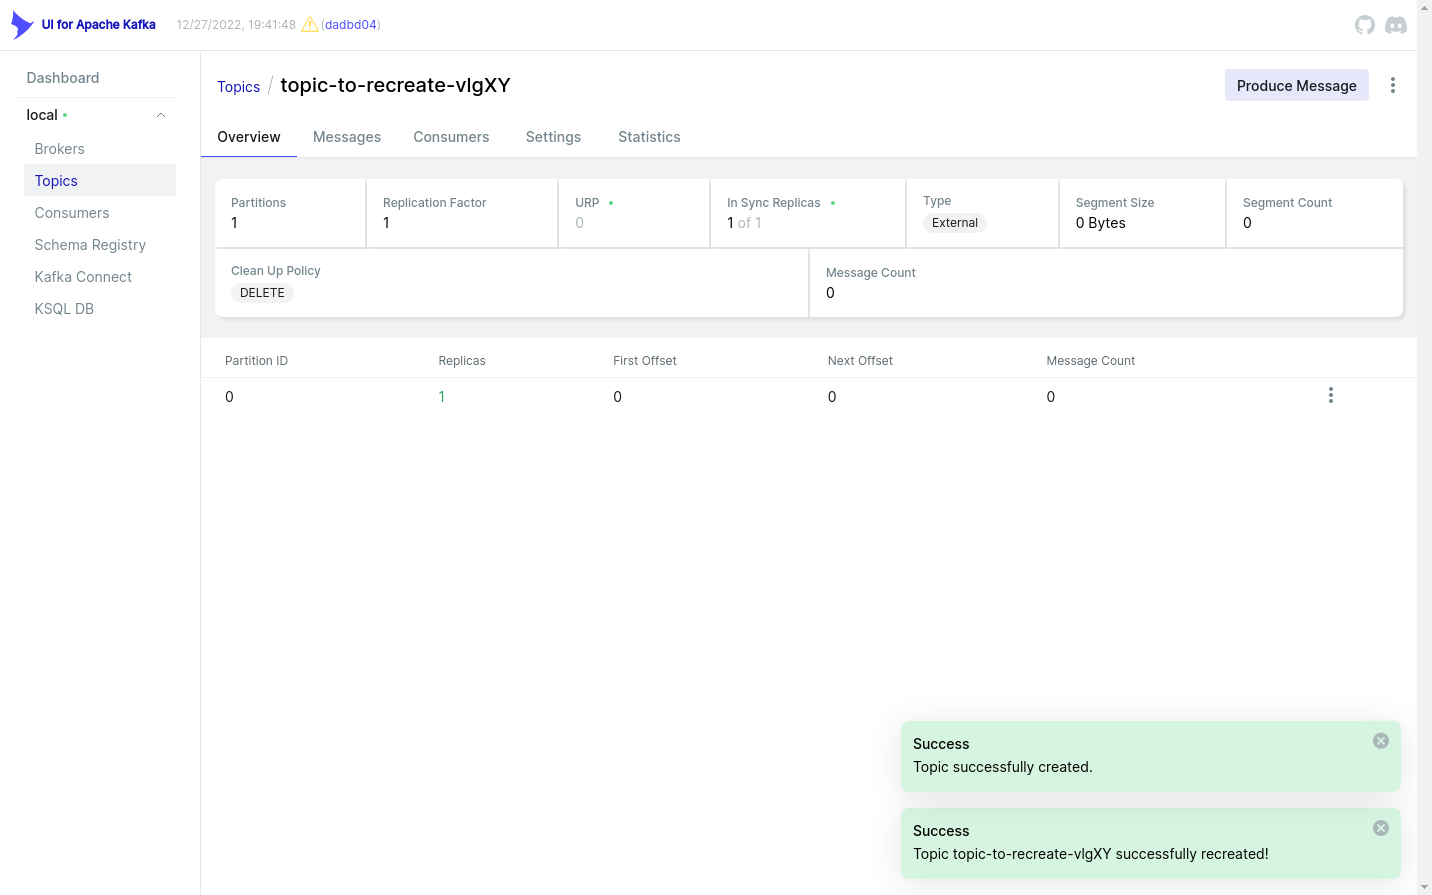 UI for Apache Kafka 12/27/2022, 19:41:48 (dadbd04)
Dashboard
local
Brokers
Topics
Consumers
Schema Registry
Kafka Connect
KSQL DB
Topics / topic-to-recreate-vlgXY
Produce Message
Overview Messages Consumers Settings Statistics
Partitions
1
Replication Factor
1
URP
0
In Sync Replicas
1 of 1
Type
External
Segment Size
0 Bytes
Segment Count
0
Clean Up Policy
DELETE
Message Count
0
Partition ID Replicas First Offset Next Offset Message Count
0 1 0 0 0
Success
Topic successfully created.
Success
Topic topic-to-recreate-vlgXY successfully recreated!